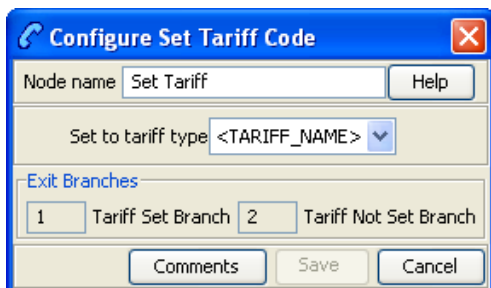 Configure Set Tariff Code
Node name Set Tariff Help
Set to tariff type <TARIFF_NAME>
Exit Branches
1 Tariff Set Branch 2 Tariff Not Set Branch
Comments Save Cancel